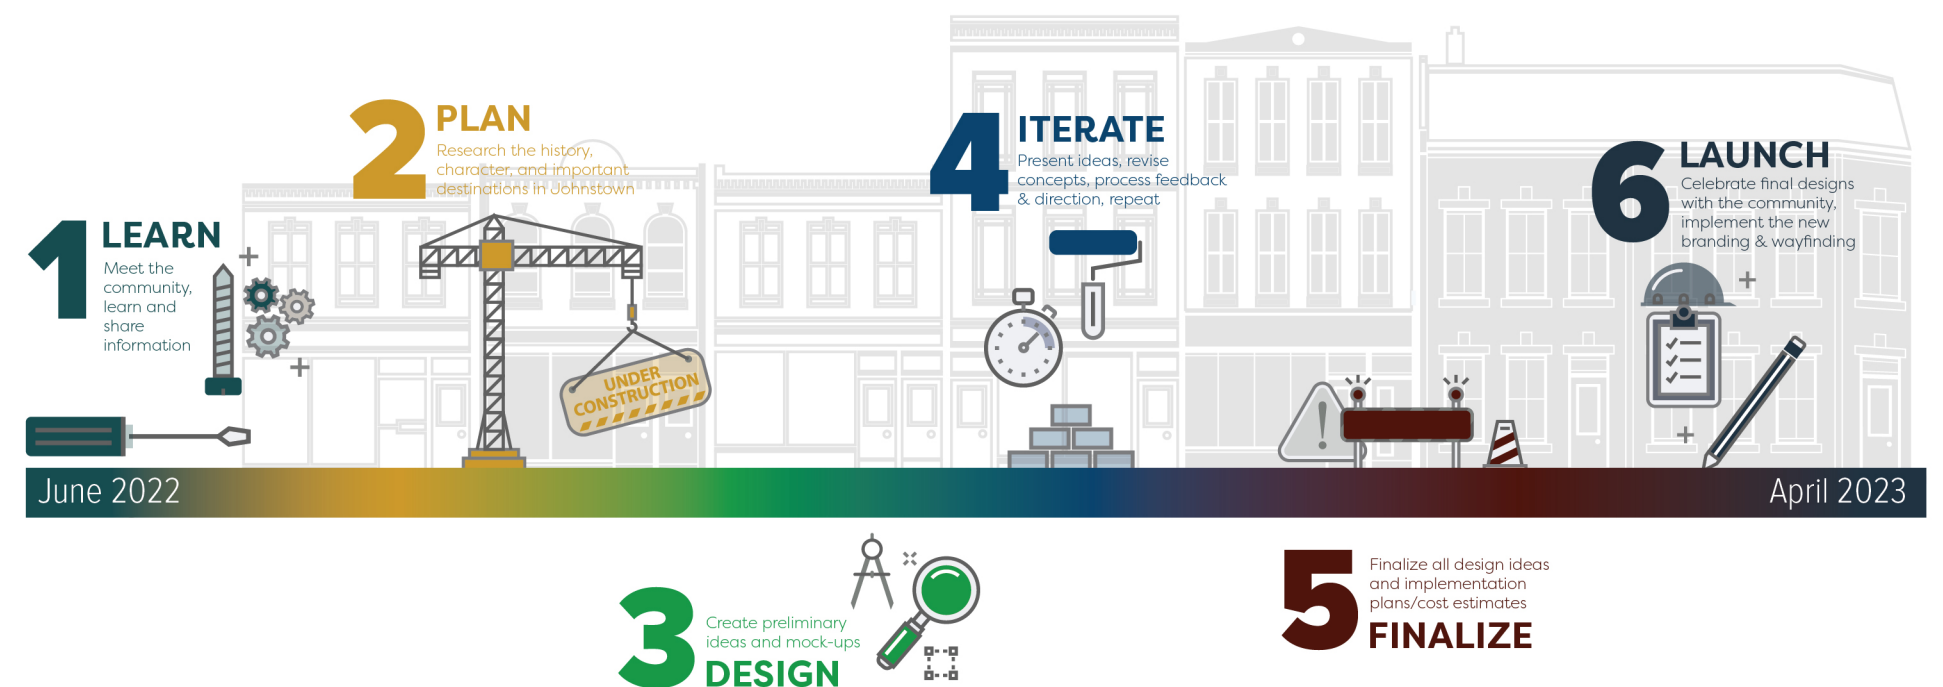 1
LEARN
Meet the
community,
learn and
share
information
2
PLAN
Research the history,
character, and important
destinations in Johnstown
UNDER
CONSTRUCTION
4
ITERATE
Present ideas, revise
concepts, process feedback
& direction, repeat
6
LAUNCH
Celebrate final designs
with the community,
implement the new
branding & wayfinding
!
June 2022
April 2023
3
Create preliminary
ideas and mock-ups
DESIGN
5
Finalize all design ideas
and implementation
plans/cost estimates
FINALIZE